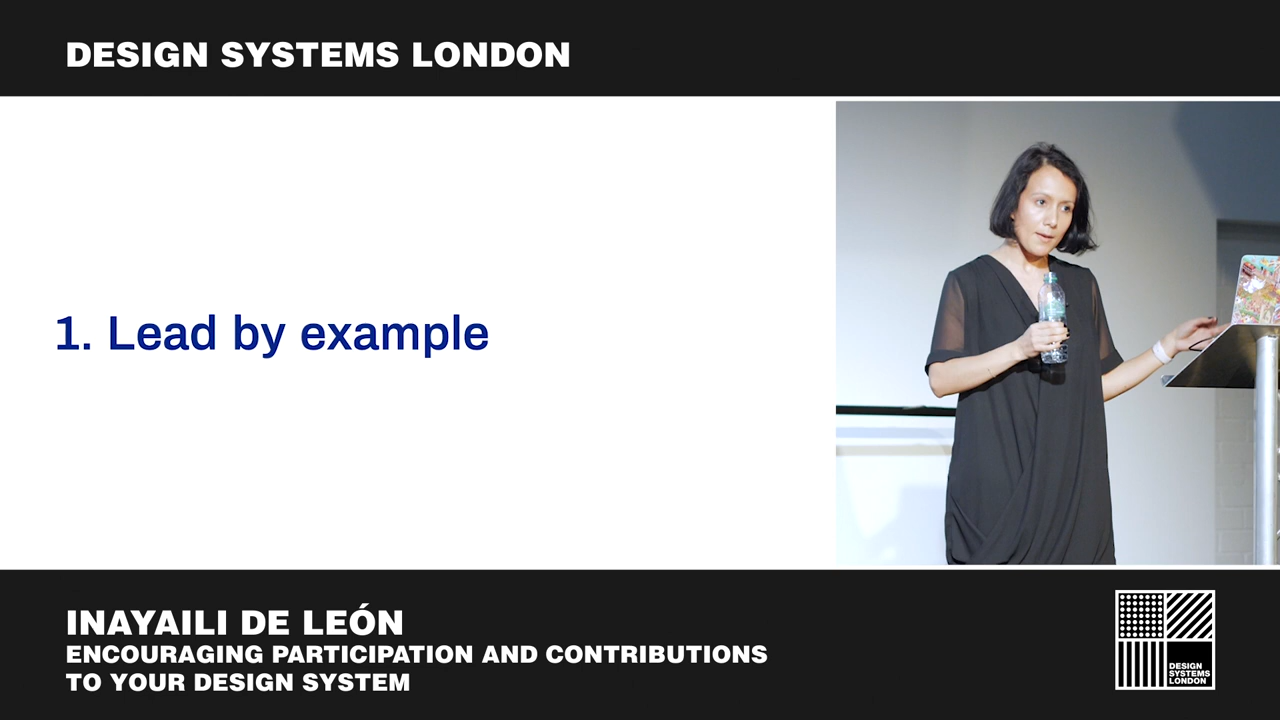 DESIGN SYSTEMS LONDON
1. Lead by example
INAYAILI DE LEÓN
ENCOURAGING PARTICIPATION AND CONTRIBUTIONS
TO YOUR DESIGN SYSTEM
DESIGN
SYSTEMS
LONDON